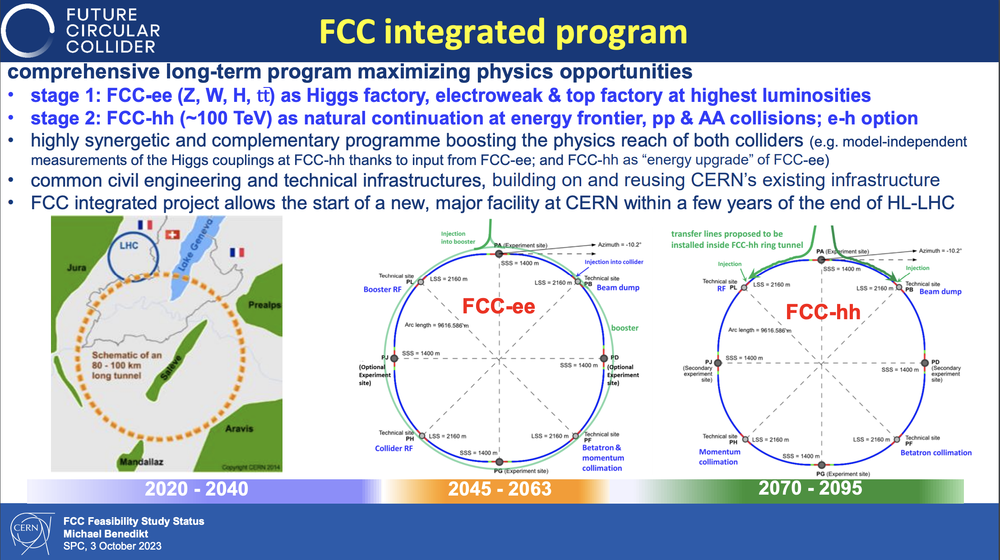 FUTURE
CIRCULAR
COLLIDER
FCC integrated program
comprehensive long-term program maximizing physics opportunities
• stage 1: FCC-ee (Z, W, H, tt̅) as Higgs factory, electroweak & top factory at highest luminosities
• stage 2: FCC-hh (~100 TeV) as natural continuation at energy frontier, pp & AA collisions; e-h option
• highly synergetic and complementary programme boosting the physics reach of both colliders (e.g. model-independent
measurements of the Higgs couplings at FCC-hh thanks to input from FCC-ee; and FCC-hh as “energy upgrade” of FCC-ee)
• common civil engineering and technical infrastructures, building on and reusing CERN’s existing infrastructure
• FCC integrated project allows the start of a new, major facility at CERN within a few years of the end of HL-LHC
LHC
Lake Geneva
Jura
Prealps
Schematic of an
80 - 100 km
long tunnel
Salève
Aravis
Mandallaz
Copyright CERN 2014
Injection
into booster
PA (Experiment site)
Azimuth = -10.2°
SSS = 1400 m
Injection into collider
Technical site
PL
Booster RF
LSS = 2160 m
LSS = 2160 m
Technical site
PB
Beam dump
FCC-ee
Arc length = 9616.586 m
booster
PJ
(Optional
Experiment
site)
SSS = 1400 m
SSS = 1400 m
PD
(Optional
Experiment
site)
Technical site
PH
Collider RF
LSS = 2160 m
LSS = 2160 m
Technical site
PF
Betatron &
momentum
collimation
SSS = 1400 m
PG (Experiment site)
transfer lines proposed to be
installed inside FCC-hh ring tunnel
PA (Experiment site)
Azimuth = -10.2°
SSS = 1400 m
Injection
Injection
Technical site
RF PL
LSS = 2160 m
LSS = 2160 m
Technical site
PB
Beam dump
FCC-hh
Arc length = 9616.586 m
PJ
(Secondary
experiment
site)
SSS = 1400 m
SSS = 1400 m
PD
(Secondary
experiment
site)
Technical site
PH
Momentum
collimation
LSS = 2160 m
LSS = 2160 m
Technical site
PF
Betatron collimation
SSS = 1400 m
PG (Experiment site)
2020 - 2040
2045 - 2063
2070 - 2095
CERN
FCC Feasibility Study Status
Michael Benedikt
SPC, 3 October 2023